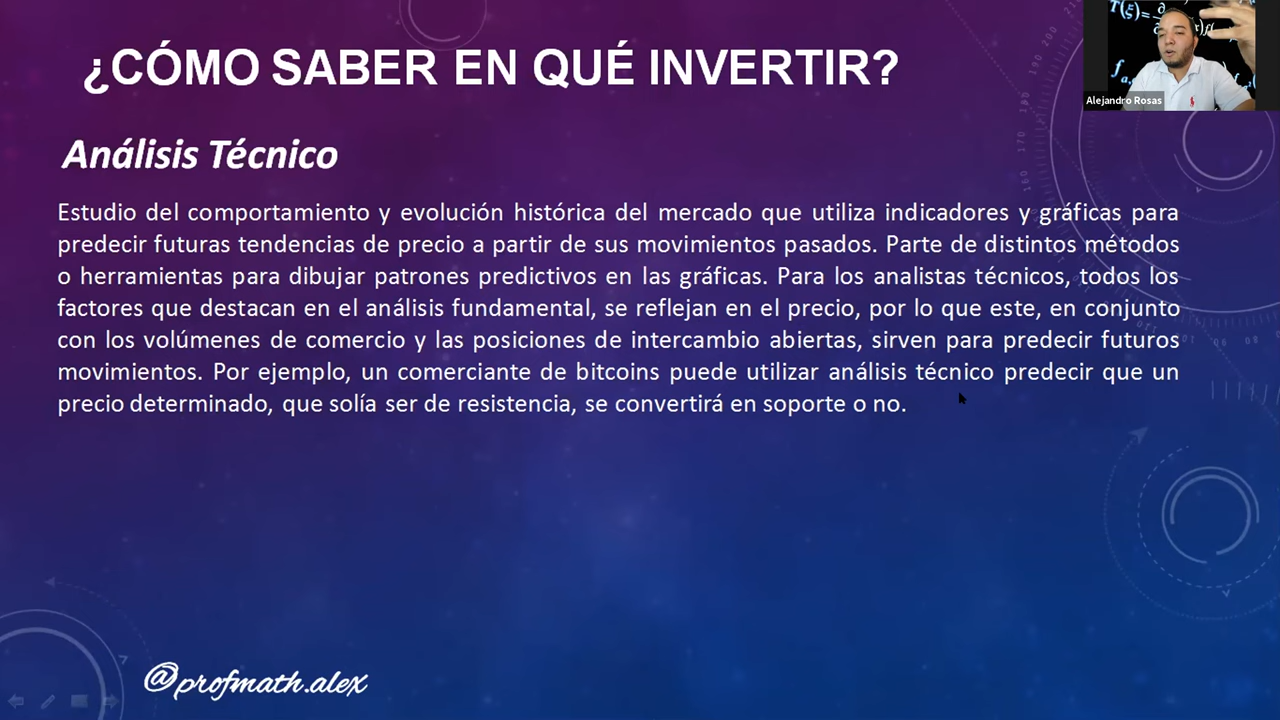 ¿CÓMO SABER EN QUÉ INVERTIR?
Alejandro Rosas
Análisis Técnico
Estudio del comportamiento y evolución histórica del mercado que utiliza indicadores y gráficas para
predecir futuras tendencias de precio a partir de sus movimientos pasados. Parte de distintos métodos
o herramientas para dibujar patrones predictivos en las gráficas. Para los analistas técnicos, todos los
factores que destacan en el análisis fundamental, se reflejan en el precio, por lo que este, en conjunto
con los volúmenes de comercio y las posiciones de intercambio abiertas, sirven para predecir futuros
movimientos. Por ejemplo, un comerciante de bitcoins puede utilizar análisis técnico predecir que un
precio determinado, que solía ser de resistencia, se convertirá en soporte o no.
@profmath.alex